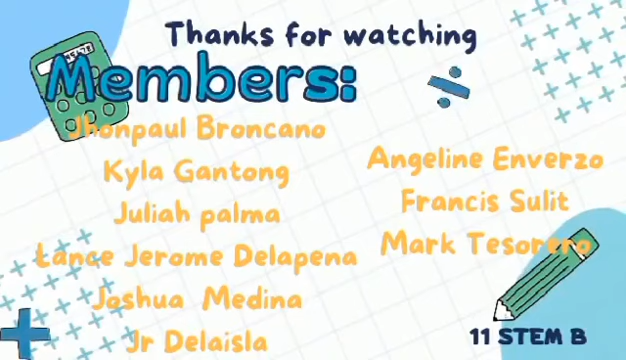 Thanks for watching
Members:
Jhonpaul Broncano
Kyla Gantong
Juliah palma
Lance Jerome Delapena
Joshua Medina
Jr Delaisla
Angeline Enverzo
Francis Sulit
Mark Tesorero
11 STEM B